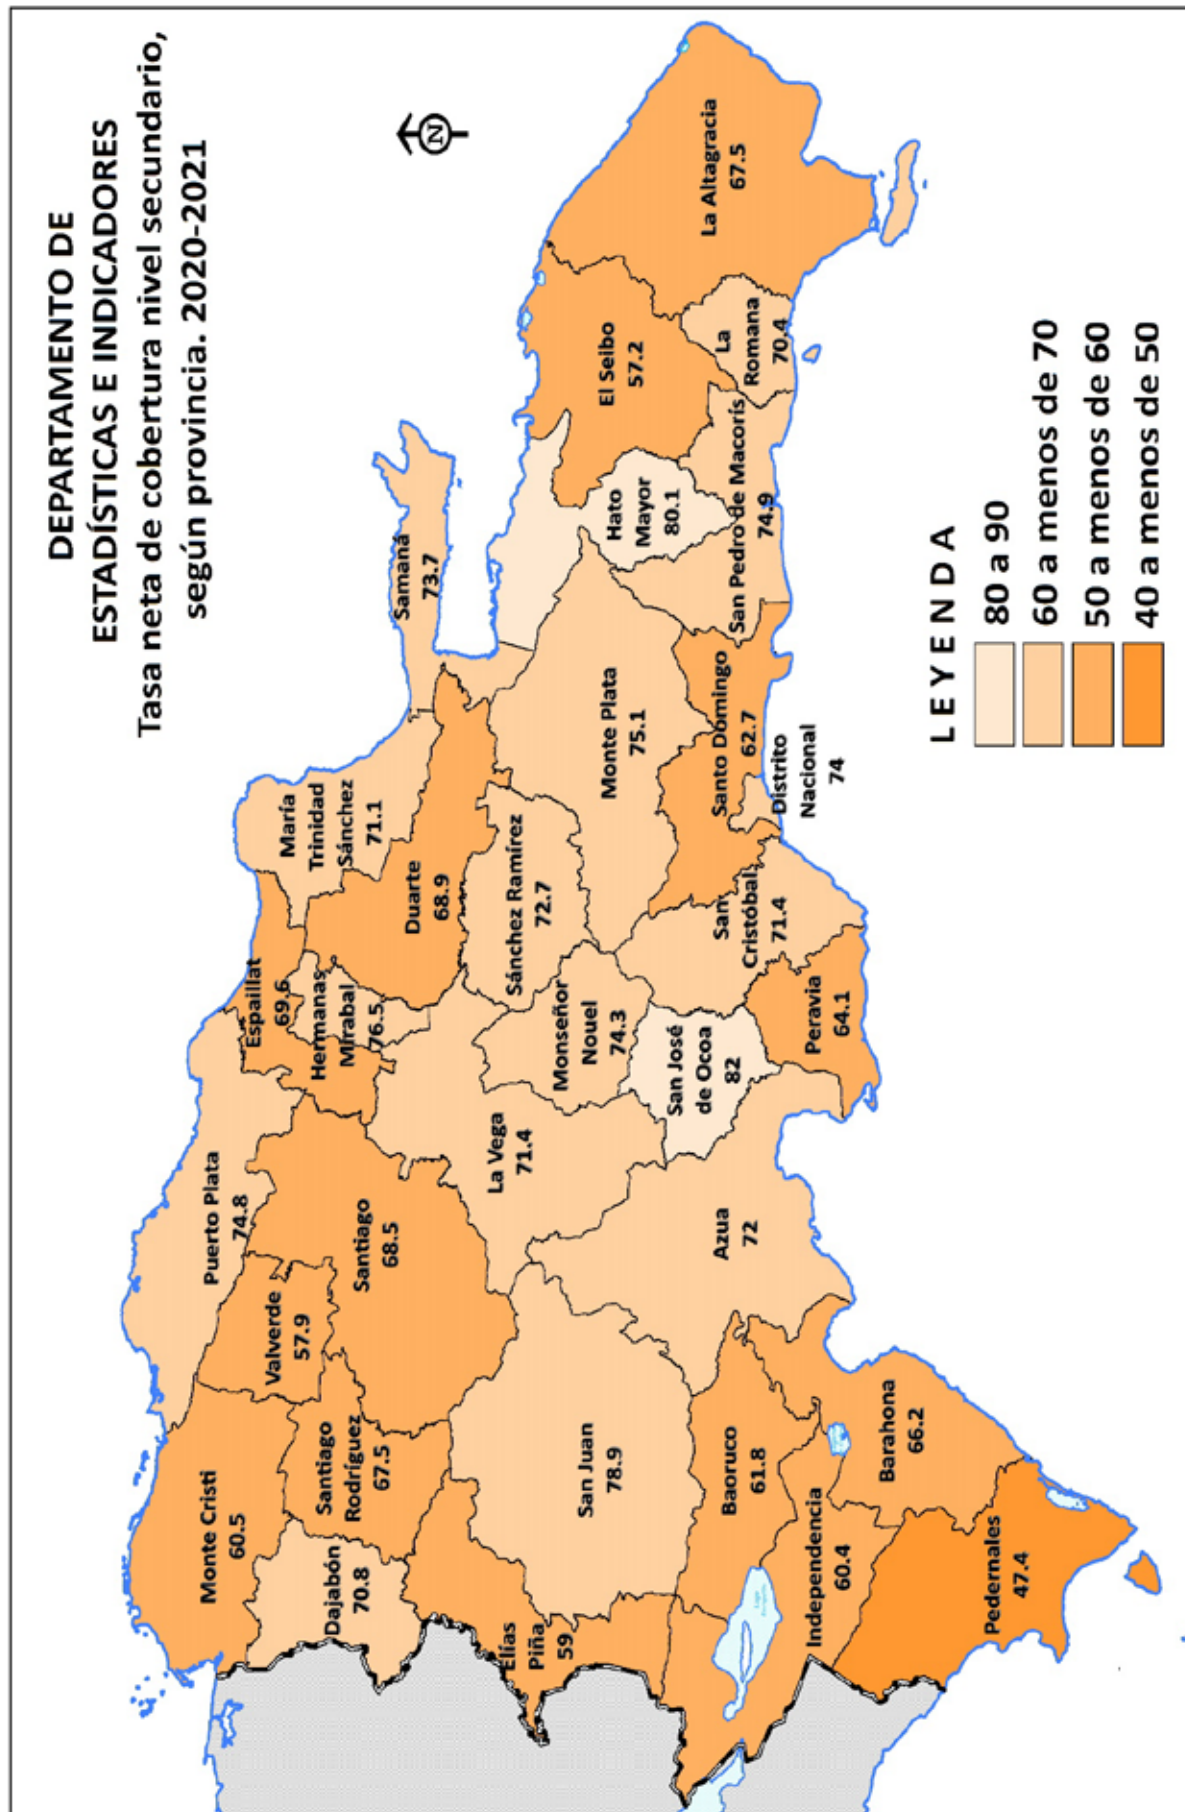 DEPARTAMENTO DE
ESTADÍSTICAS E INDICADORES
Tasa neta de cobertura nivel secundario,
según provincia. 2020-2021
N
Monte Cristi
60.5
Puerto Plata
74.8
Valverde
57.9
Espaillat
69.6
María
Trinidad
Sánchez
71.1
Dajabón
70.8
Santiago
Rodríguez
67.5
Santiago
68.5
Hermanas
Mirabal
76.5
Duarte
68.9
Samaná
73.7
Elías
Piña
59
San Juan
78.9
La Vega
71.4
Monseñor
Nouel
74.3
Sánchez Ramírez
72.7
Monte Plata
75.1
Hato
Mayor
80.1
El Seibo
57.2
La Altagracia
67.5
Baoruco
61.8
Azua
72
San José
de Ocoa
82
San
Cristóbal
71.4
Santo Domingo
62.7
San Pedro de Macorís
74.9
La
Romana
70.4
Independencia
60.4
Barahona
66.2
Peravia
64.1
Distrito
Nacional
74
Pedernales
47.4
LEYENDA
80 a 90
60 a menos de 70
50 a menos de 60
40 a menos de 50